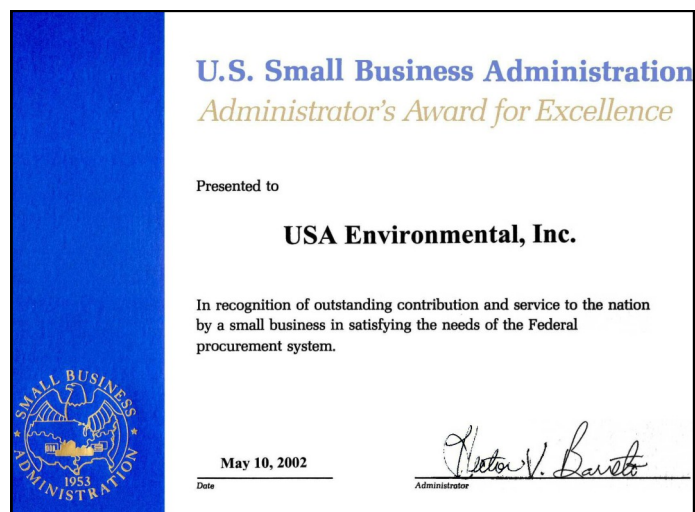 U.S. Small Business Administration
Administrator's Award for Excellence
Presented to
USA Environmental, Inc.
In recognition of outstanding contribution and service to the nation
by a small business in satisfying the needs of the Federal
procurement system.
SMALL BUSINESS
ADMINISTRATION
1953
May 10, 2002
Date
Hector V. Barreto
Administrator